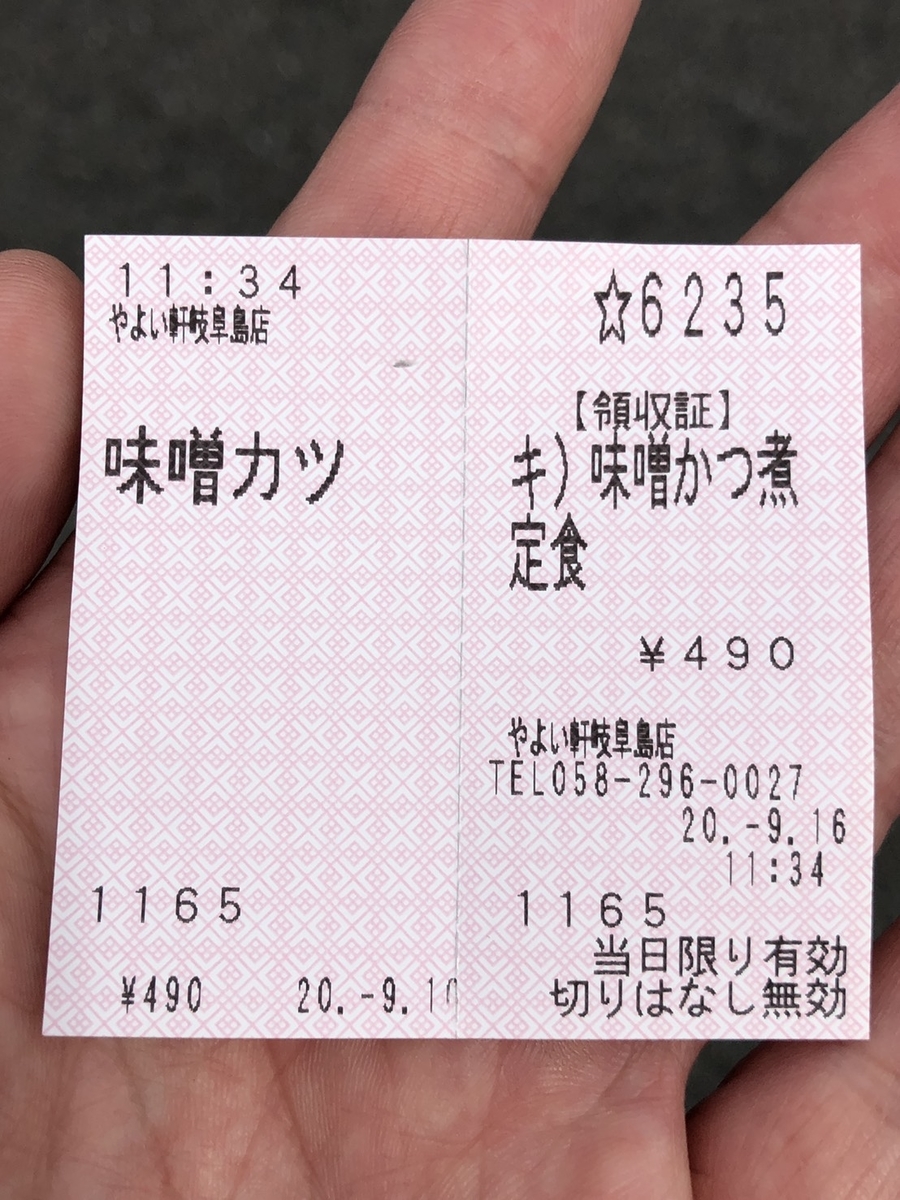 11:34
やよい軒岐阜島店
味噌カツ
1165
¥490 20.-9.16
☆6235
【領収証】
キ)味噌かつ煮
定食
¥490
やよい軒岐阜島店
TEL058-296-0027
20.-9.16
11:34
1165
当日限り有効
切りはなし無効